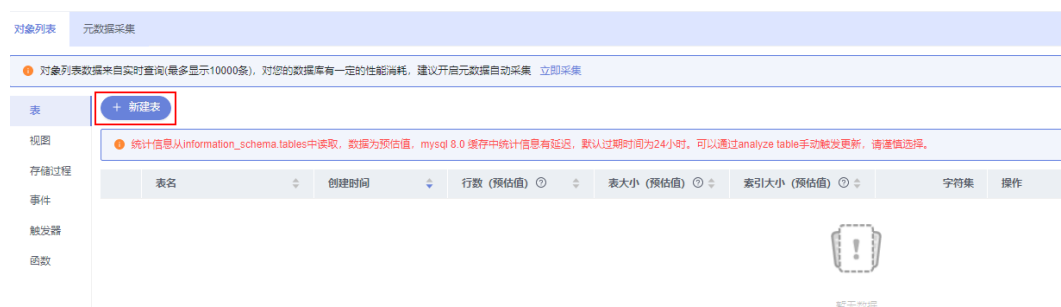 对象列表 元数据采集
对象列表数据来自实时查询(最多显示10000条)，对您的数据库有一定的性能消耗，建议开启元数据自动采集 立即采集
表
+ 新建表
视图
统计信息从information_schema.tables中读取，数据为预估值，mysql 8.0 缓存中统计信息有延迟，默认过期时间为24小时。可以通过analyze table手动触发更新，请谨慎选择。
存储过程
表名 创建时间 行数 (预估值) 表大小 (预估值) 索引大小 (预估值) 字符集 操作
事件
触发器
函数
暂无数据